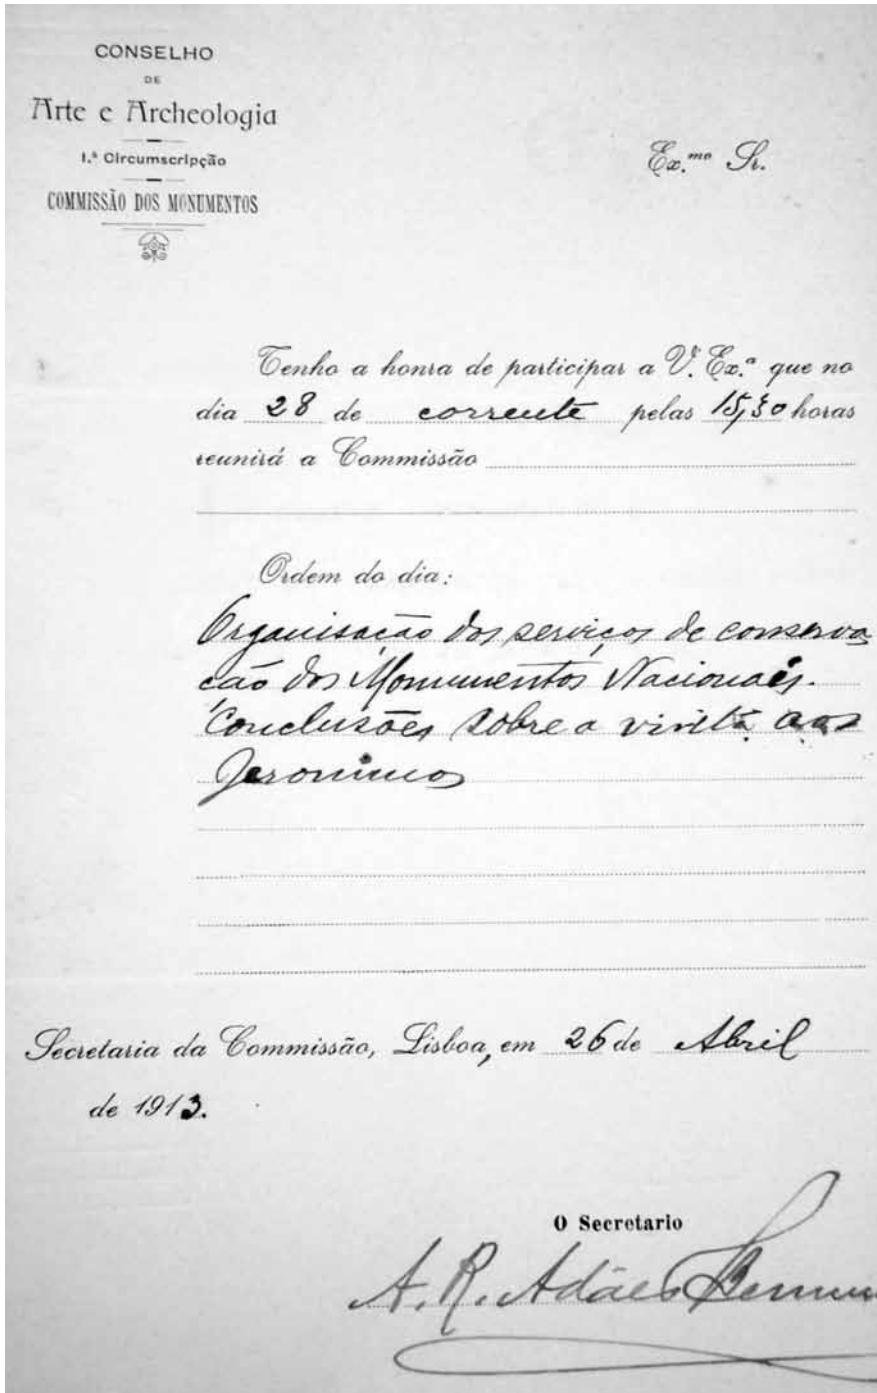 CONSELHO
DE
Arte e Archeologia
1.ª Circumscripção
COMMISSÃO DOS MONUMENTOS
Ex.mo Sr.
Tenho a honra de participar a V. Ex.ª que no
dia 28 de corrente pelas 15,30 horas
reunirá a Commissão
Ordem do dia:
Organisação dos serviços de conserva
ção dos Monumentos Nacionaes.
Conclusões sobre a visita aos
Jeronimos
Secretaria da Commissão, Lisboa, em 26 de Abril
de 1913.
O Secretario
A. R. Adães